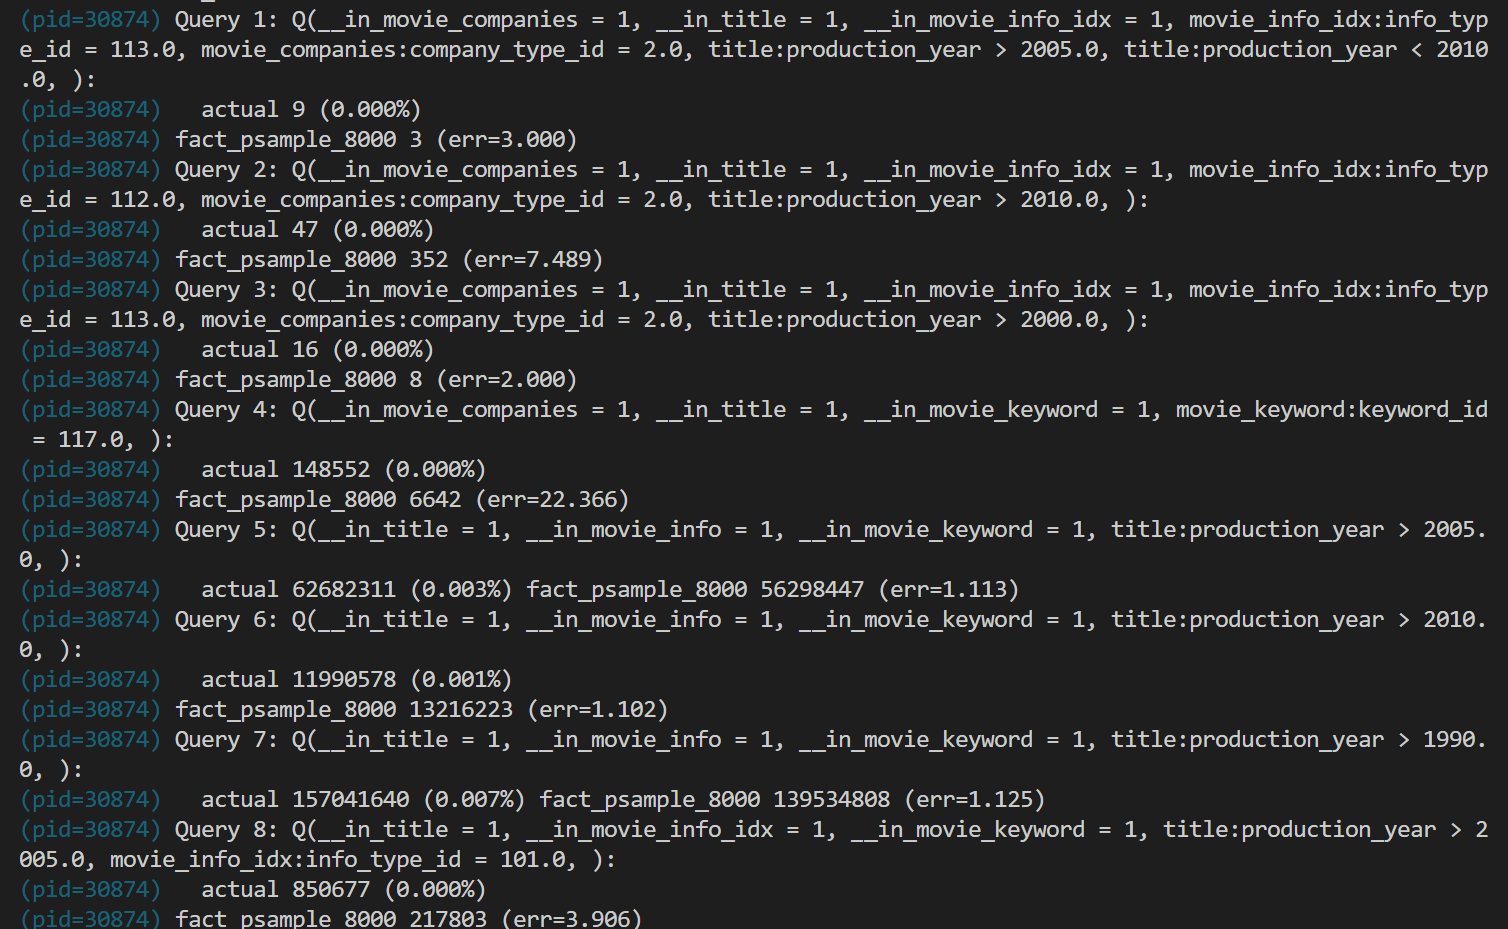 (pid=30874) Query 1: Q(__in_movie_companies = 1, __in_title = 1, __in_movie_info_idx = 1, movie_info_idx:info_typ
e_id = 113.0, movie_companies:company_type_id = 2.0, title:production_year > 2005.0, title:production_year < 2010
.0, ):
(pid=30874)   actual 9 (0.000%)
(pid=30874) fact_psample_8000 3 (err=3.000)
(pid=30874) Query 2: Q(__in_movie_companies = 1, __in_title = 1, __in_movie_info_idx = 1, movie_info_idx:info_typ
e_id = 112.0, movie_companies:company_type_id = 2.0, title:production_year > 2010.0, ):
(pid=30874)   actual 47 (0.000%)
(pid=30874) fact_psample_8000 352 (err=7.489)
(pid=30874) Query 3: Q(__in_movie_companies = 1, __in_title = 1, __in_movie_info_idx = 1, movie_info_idx:info_typ
e_id = 113.0, movie_companies:company_type_id = 2.0, title:production_year > 2000.0, ):
(pid=30874)   actual 16 (0.000%)
(pid=30874) fact_psample_8000 8 (err=2.000)
(pid=30874) Query 4: Q(__in_movie_companies = 1, __in_title = 1, __in_movie_keyword = 1, movie_keyword:keyword_id
 = 117.0, ):
(pid=30874)   actual 148552 (0.000%)
(pid=30874) fact_psample_8000 6642 (err=22.366)
(pid=30874) Query 5: Q(__in_title = 1, __in_movie_info = 1, __in_movie_keyword = 1, title:production_year > 2005.
0, ):
(pid=30874)   actual 62682311 (0.003%) fact_psample_8000 56298447 (err=1.113)
(pid=30874) Query 6: Q(__in_title = 1, __in_movie_info = 1, __in_movie_keyword = 1, title:production_year > 2010.
0, ):
(pid=30874)   actual 11990578 (0.001%)
(pid=30874) fact_psample_8000 13216223 (err=1.102)
(pid=30874) Query 7: Q(__in_title = 1, __in_movie_info = 1, __in_movie_keyword = 1, title:production_year > 1990.
0, ):
(pid=30874)   actual 157041640 (0.007%) fact_psample_8000 139534808 (err=1.125)
(pid=30874) Query 8: Q(__in_title = 1, __in_movie_info_idx = 1, __in_movie_keyword = 1, title:production_year > 2
005.0, movie_info_idx:info_type_id = 101.0, ):
(pid=30874)   actual 850677 (0.000%)
(pid=30874) fact_psample_8000 217803 (err=3.906)